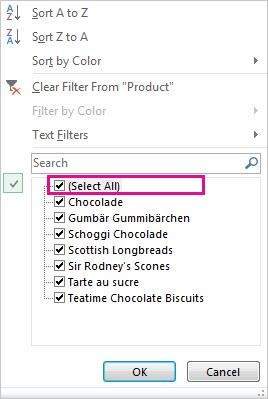 Sort A to Z
Sort Z to A
Sort by Color
Clear Filter From "Product"
Filter by Color
Text Filters
Search
(Select All)
Chocolade
Gumbär Gummibärchen
Schoggi Chocolade
Scottish Longbreads
Sir Rodney's Scones
Tarte au sucre
Teatime Chocolate Biscuits
OK
Cancel